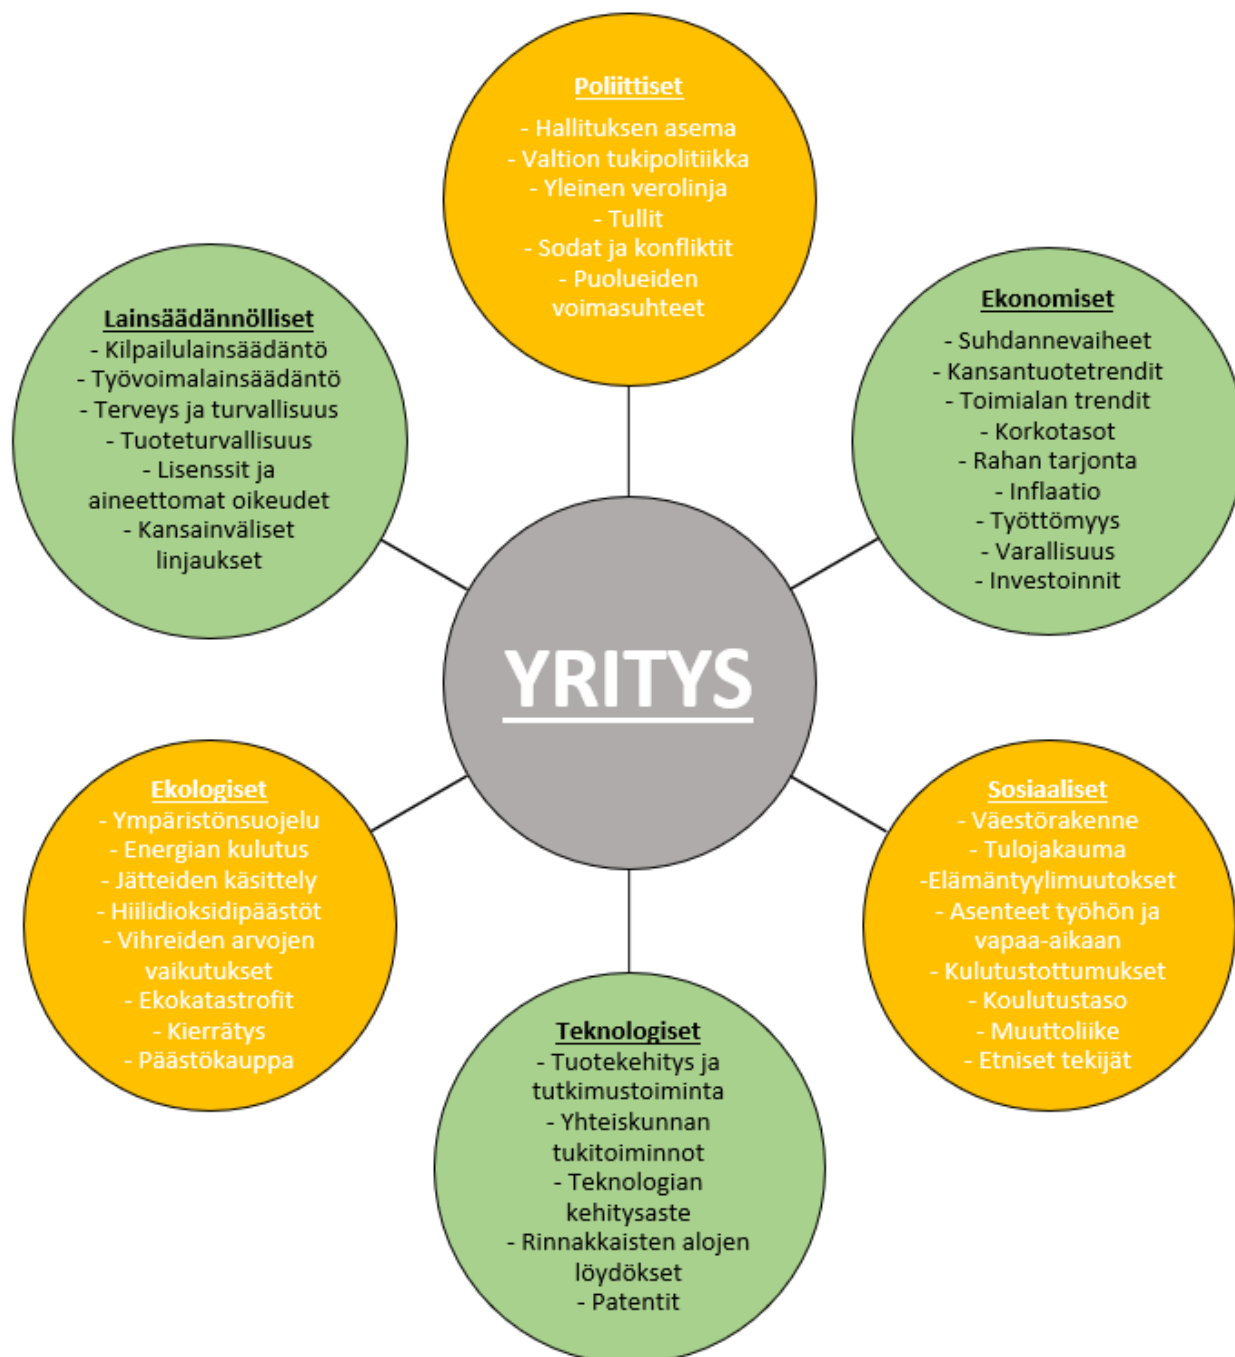 Poliittiset
- Hallituksen asema
- Valtion tukipolitiikka
- Yleinen verolinja
- Tullit
- Sodat ja konfliktit
- Puolueiden
voimasuhteet
Lainsäädännölliset
- Kilpailulainsäädäntö
- Työvoimalainsäädäntö
- Terveys ja turvallisuus
- Tuoteturvallisuus
- Lisenssit ja
aineettomat oikeudet
- Kansainväliset
linjaukset
Ekonomiset
- Suhdannevaiheet
- Kansantuotetrendit
- Toimialan trendit
- Korkotasot
- Rahan tarjonta
- Inflaatio
- Työttömyys
- Varallisuus
- Investoinnit
YRITYS
Ekologiset
- Ympäristönsuojelu
- Energian kulutus
- Jätteiden käsittely
- Hiilidioksidipäästöt
- Vihreiden arvojen
vaikutukset
- Ekokatastrofit
- Kierrätys
- Päästökauppa
Sosiaaliset
- Väestörakenne
- Tulojakauma
-Elämäntyylimuutokset
- Asenteet työhön ja
vapaa-aikaan
- Kulutustottumukset
- Koulutustaso
- Muuttoliike
- Etniset tekijät
Teknologiset
- Tuotekehitys ja
tutkimustoiminta
- Yhteiskunnan
tukitoiminnot
- Teknologian
kehitysaste
- Rinnakkaisten alojen
löydökset
- Patentit